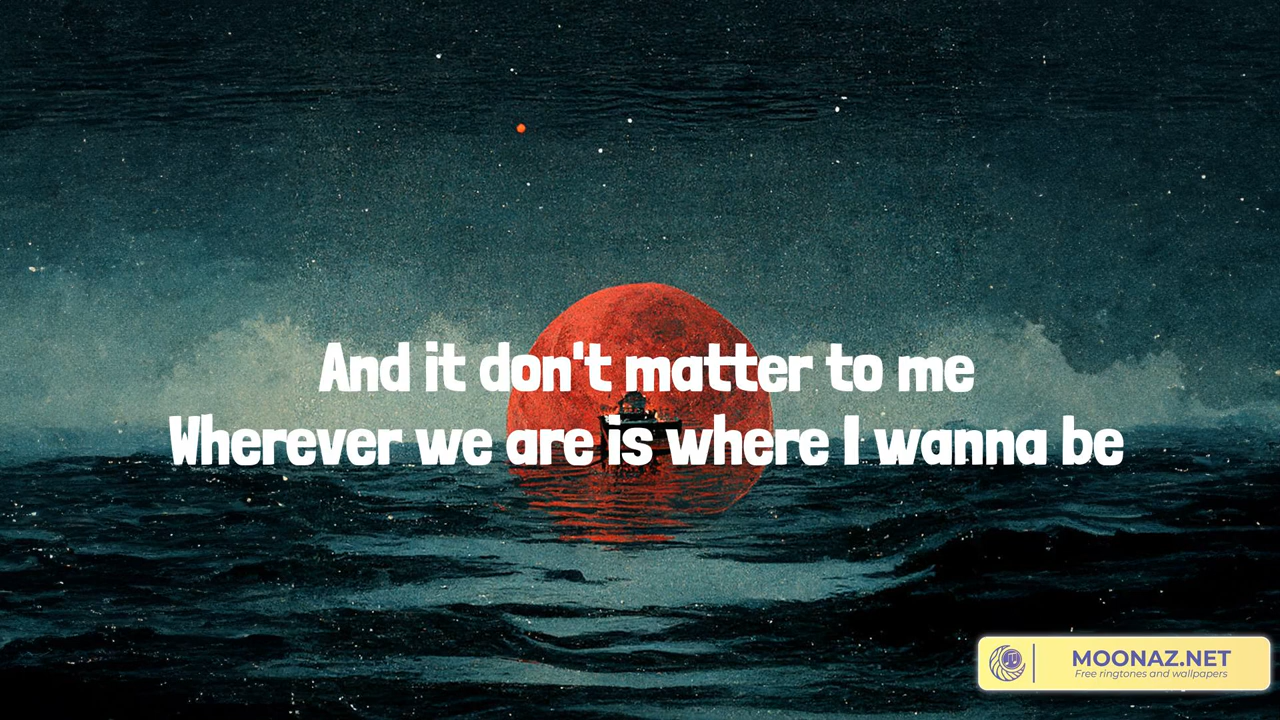 And it don't matter to me
Wherever we are is where I wanna be
MOONAZ.NET
Free ringtones and wallpapers